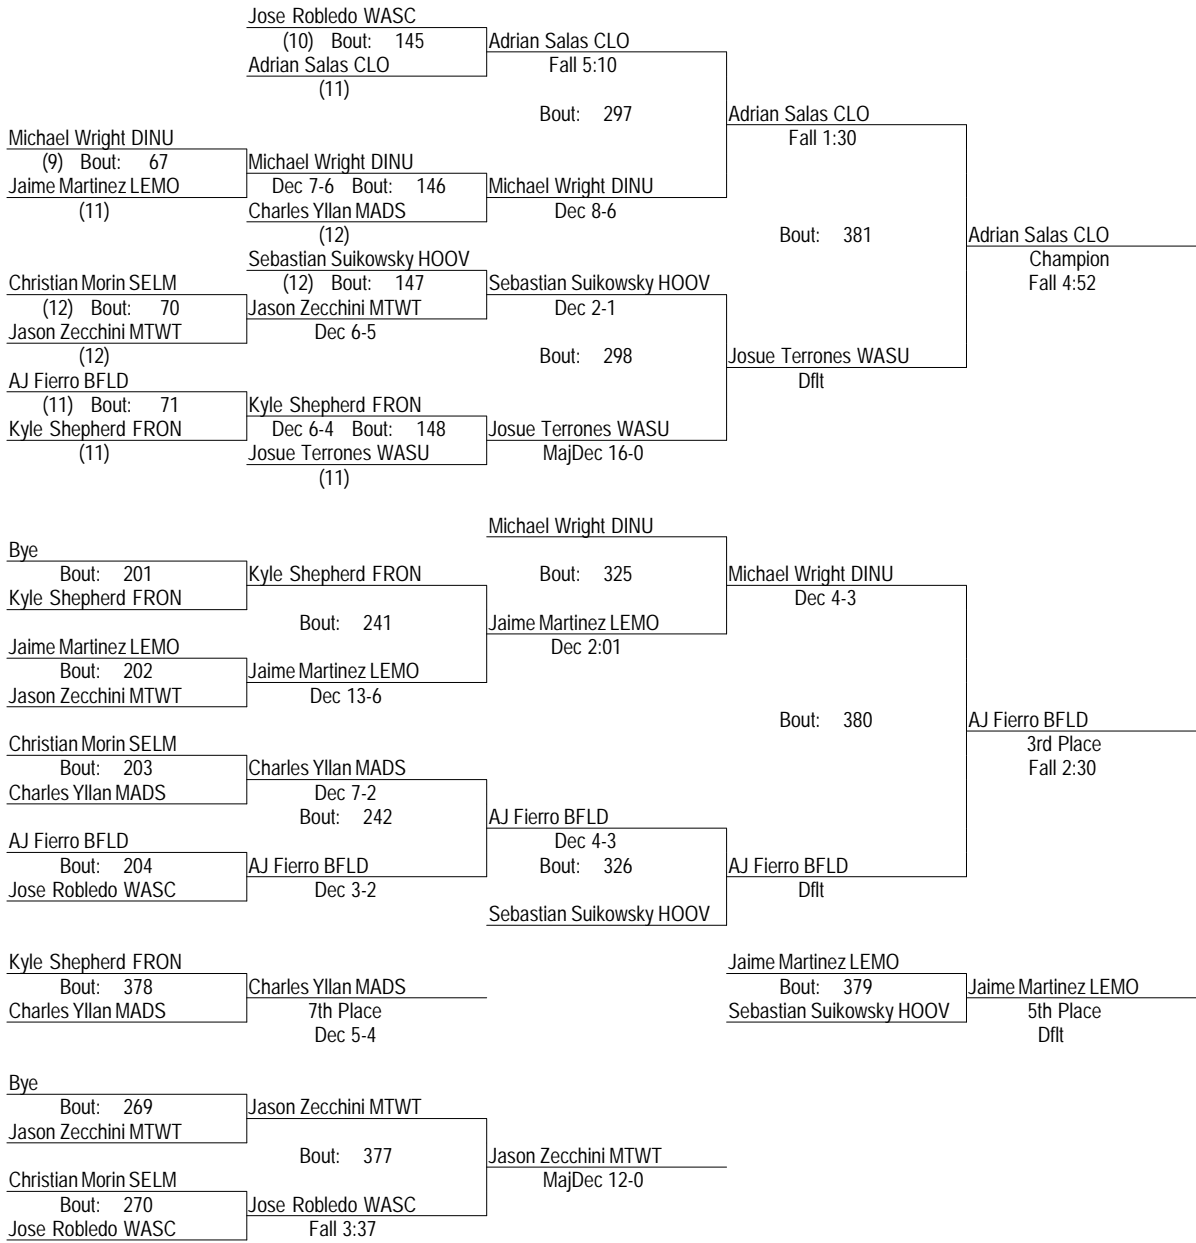 Jose Robledo WASC
(10) Bout: 145 Adrian Salas CLO
Adrian Salas CLO Fall 5:10
(11)
Bout: 297 Adrian Salas CLO
Michael Wright DINU Fall 1:30
(9) Bout: 67 Michael Wright DINU
Jaime Martinez LEMO Dec 7-6 Bout: 146 Michael Wright DINU
(11) Charles Yllan MADS Dec 8-6
(12) Bout: 381 Adrian Salas CLO
Sebastian Suikowsky HOOV Champion
Christian Morin SELM (12) Bout: 147 Sebastian Suikowsky HOOV Fall 4:52
(12) Bout: 70 Jason Zecchini MTWT Dec 2-1
Jason Zecchini MTWT Dec 6-5
(12) Bout: 298 Josue Terrones WASU
AJ Fierro BFLD Dflt
(11) Bout: 71 Kyle Shepherd FRON
Kyle Shepherd FRON Dec 6-4 Bout: 148 Josue Terrones WASU
(11) Josue Terrones WASU MajDec 16-0
(11)
Michael Wright DINU
Bye
Bout: 201 Kyle Shepherd FRON Bout: 325 Michael Wright DINU
Kyle Shepherd FRON Dec 4-3
Bout: 241 Jaime Martinez LEMO
Jaime Martinez LEMO Dec 2:01
Bout: 202 Jaime Martinez LEMO
Jason Zecchini MTWT Dec 13-6
Bout: 380 AJ Fierro BFLD
Christian Morin SELM 3rd Place
Bout: 203 Charles Yllan MADS Fall 2:30
Charles Yllan MADS Dec 7-2
Bout: 242 AJ Fierro BFLD
AJ Fierro BFLD Dec 4-3
Bout: 204 AJ Fierro BFLD Bout: 326 AJ Fierro BFLD
Jose Robledo WASC Dec 3-2 Dflt
Sebastian Suikowsky HOOV
Kyle Shepherd FRON Jaime Martinez LEMO
Bout: 378 Charles Yllan MADS Bout: 379 Jaime Martinez LEMO
Charles Yllan MADS 7th Place Sebastian Suikowsky HOOV 5th Place
Dec 5-4 Dflt
Bye
Bout: 269 Jason Zecchini MTWT
Jason Zecchini MTWT
Bout: 377 Jason Zecchini MTWT
Christian Morin SELM MajDec 12-0
Bout: 270 Jose Robledo WASC
Jose Robledo WASC Fall 3:37